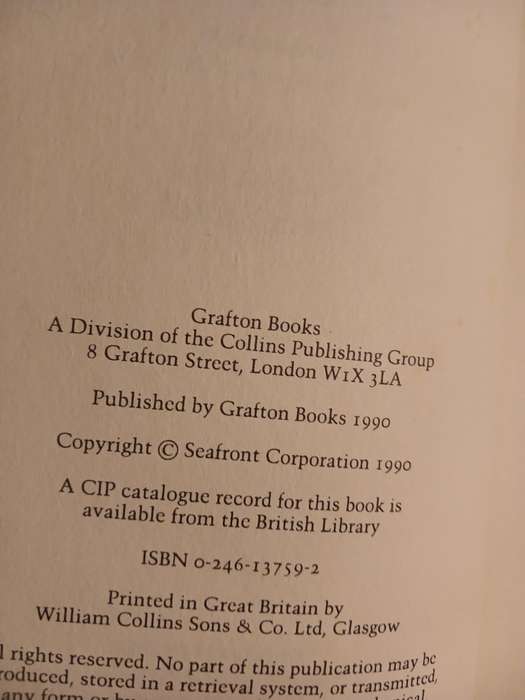 Grafton Books
A Division of the Collins Publishing Group
8 Grafton Street, London W1X 3LA
Published by Grafton Books 1990
Copyright © Seafront Corporation 1990
A CIP catalogue record for this book is
available from the British Library
ISBN 0-246-13759-2
Printed in Great Britain by
William Collins Sons & Co. Ltd, Glasgow
rights reserved. No part of this publication may be
roduced, stored in a retrieval system, or transmitted,
any form or